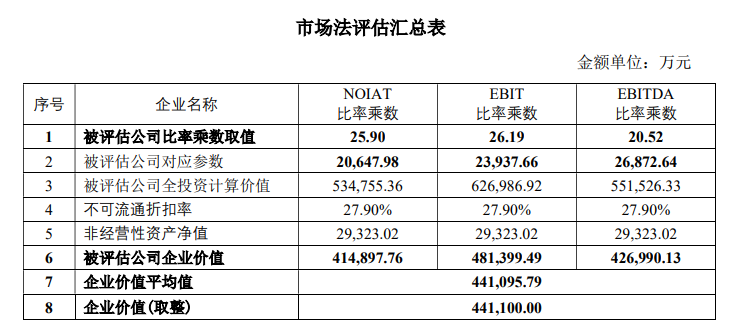 市场法评估汇总表
金额单位：万元
序号 企业名称 NOIAT 比率乘数 EBIT 比率乘数 EBITDA 比率乘数
1 被评估公司比率乘数取值 25.90 26.19 20.52
2 被评估公司对应参数 20,647.98 23,937.66 26,872.64
3 被评估公司全投资计算价值 534,755.36 626,986.92 551,526.33
4 不可流通折扣率 27.90% 27.90% 27.90%
5 非经营性资产净值 29,323.02 29,323.02 29,323.02
6 被评估公司企业价值 414,897.76 481,399.49 426,990.13
7 企业价值平均值 441,095.79
8 企业价值(取整) 441,100.00